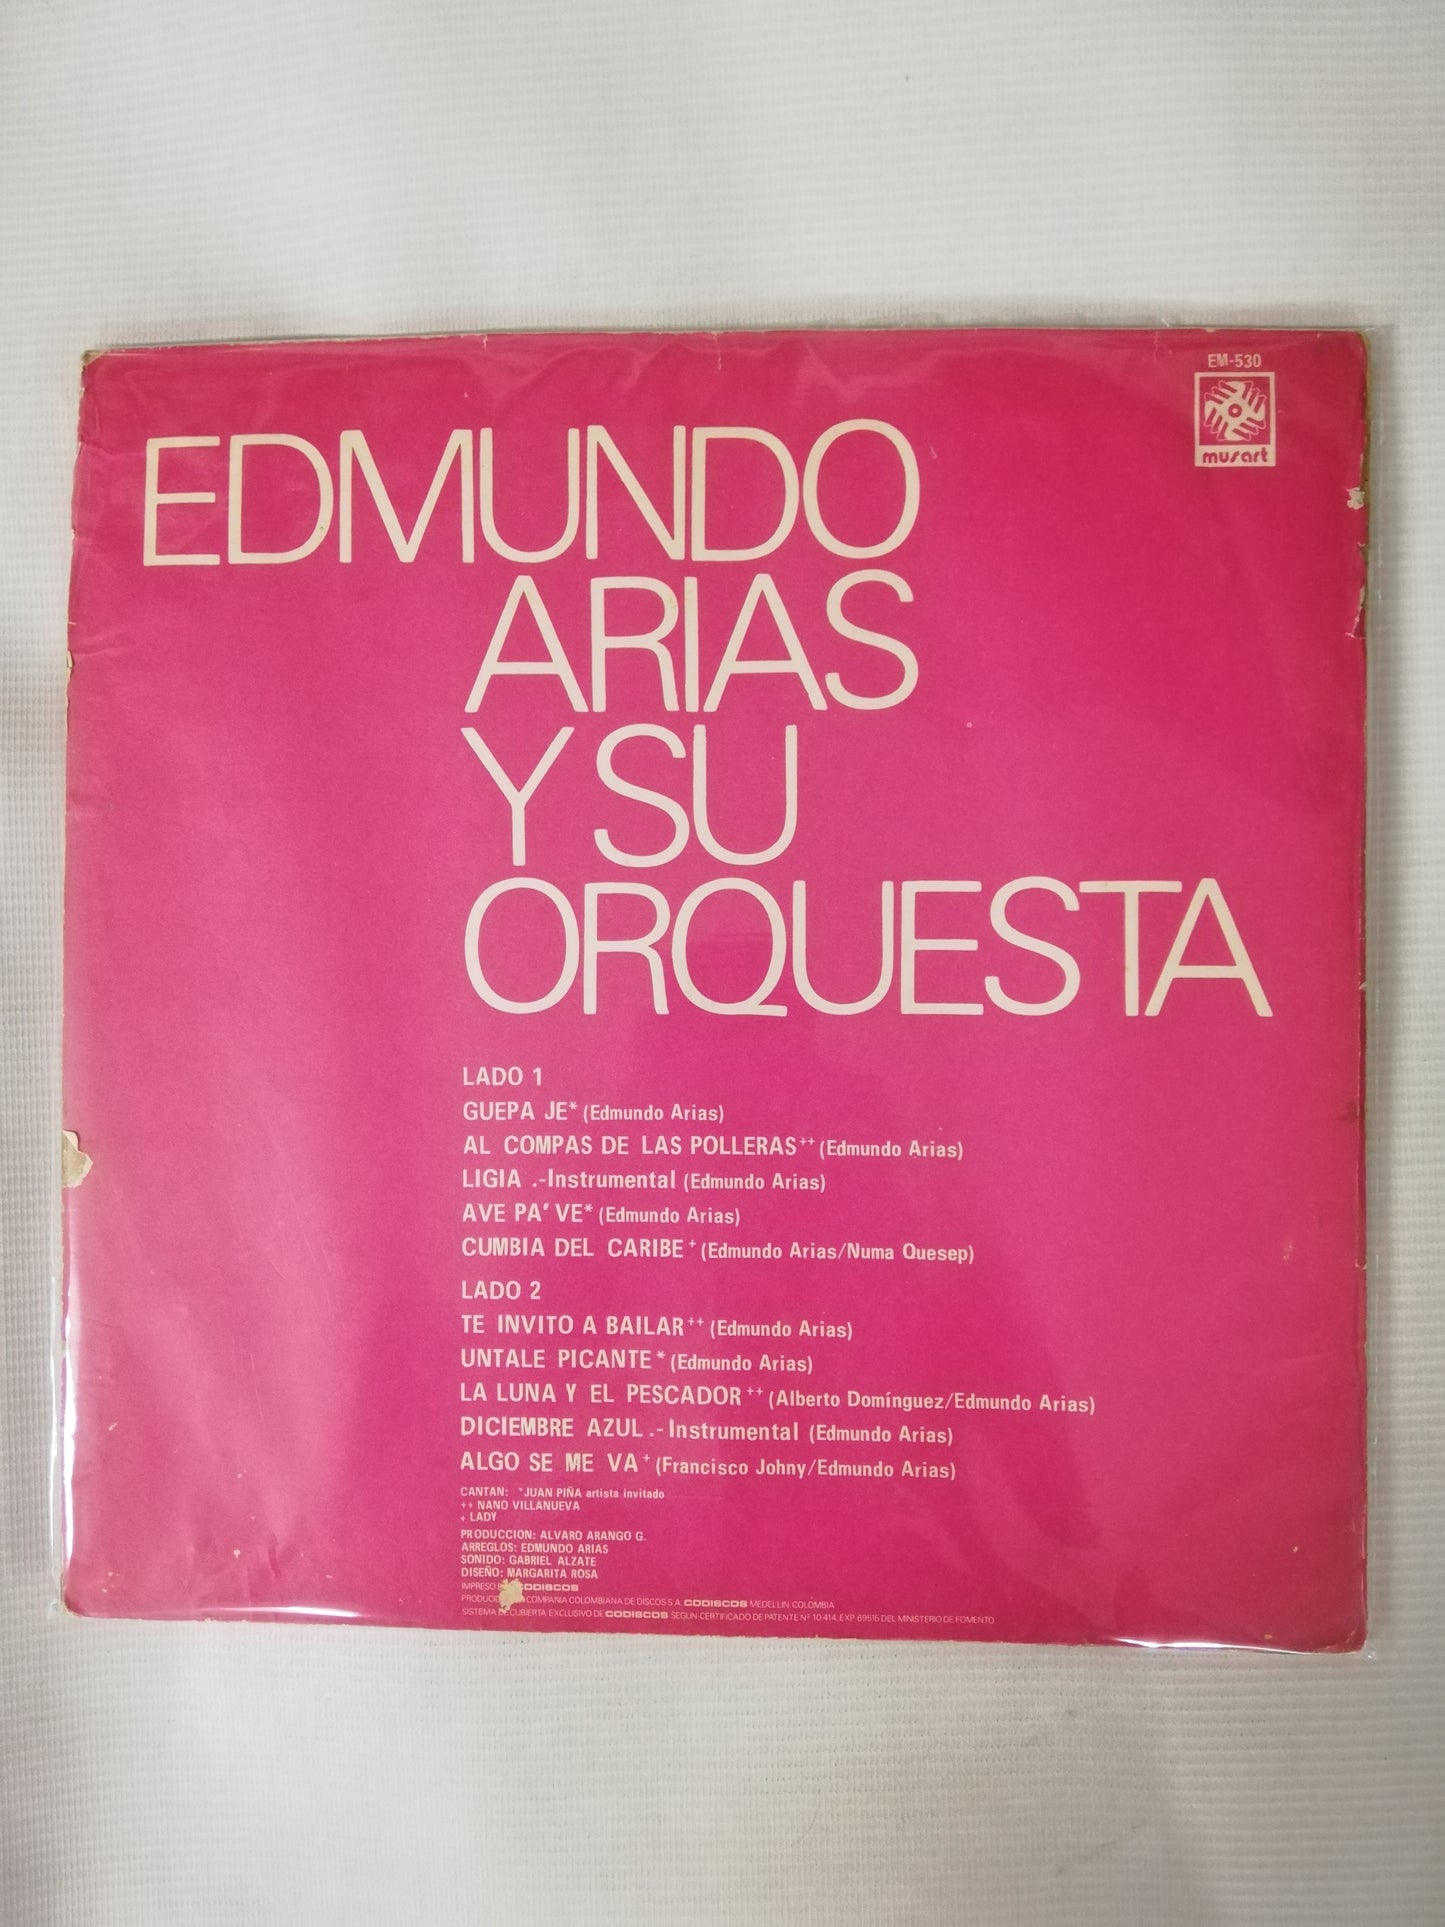 EM-530
musart
EDMUNDO
ARIAS
Y SU
ORQUESTA
LADO 1
GUEPA JE* (Edmundo Arias)
AL COMPAS DE LAS POLLERAS++ (Edmundo Arias)
LIGIA .-Instrumental (Edmundo Arias)
AVE PA' VE* (Edmundo Arias)
CUMBIA DEL CARIBE + (Edmundo Arias/Numa Quesep)
LADO 2
TE INVITO A BAILAR++ (Edmundo Arias)
UNTALE PICANTE * (Edmundo Arias)
LA LUNA Y EL PESCADOR++ (Alberto Domínguez/Edmundo Arias)
DICIEMBRE AZUL .- Instrumental (Edmundo Arias)
ALGO SE ME VA + (Francisco Johny/Edmundo Arias)
CANTAN: *JUAN PIÑA artista invitado
++ NANO VILLANUEVA
+ LADY
PRODUCCION: ALVARO ARANGO G.
ARREGLOS: EDMUNDO ARIAS
SONIDO: GABRIEL ALZATE
DISEÑO: MARGARITA ROSA
IMPRESO CODISCOS
COMPAÑIA COLOMBIANA DE DISCOS S.A. CODISCOS MEDELLIN. COLOMBIA
SISTEMA DE CUBIERTA EXCLUSIVO DE CODISCOS SEGUN CERTIFICADO DE PATENTE Nº 10.414, EXP 69515 DEL MINISTERIO DE FOMENTO